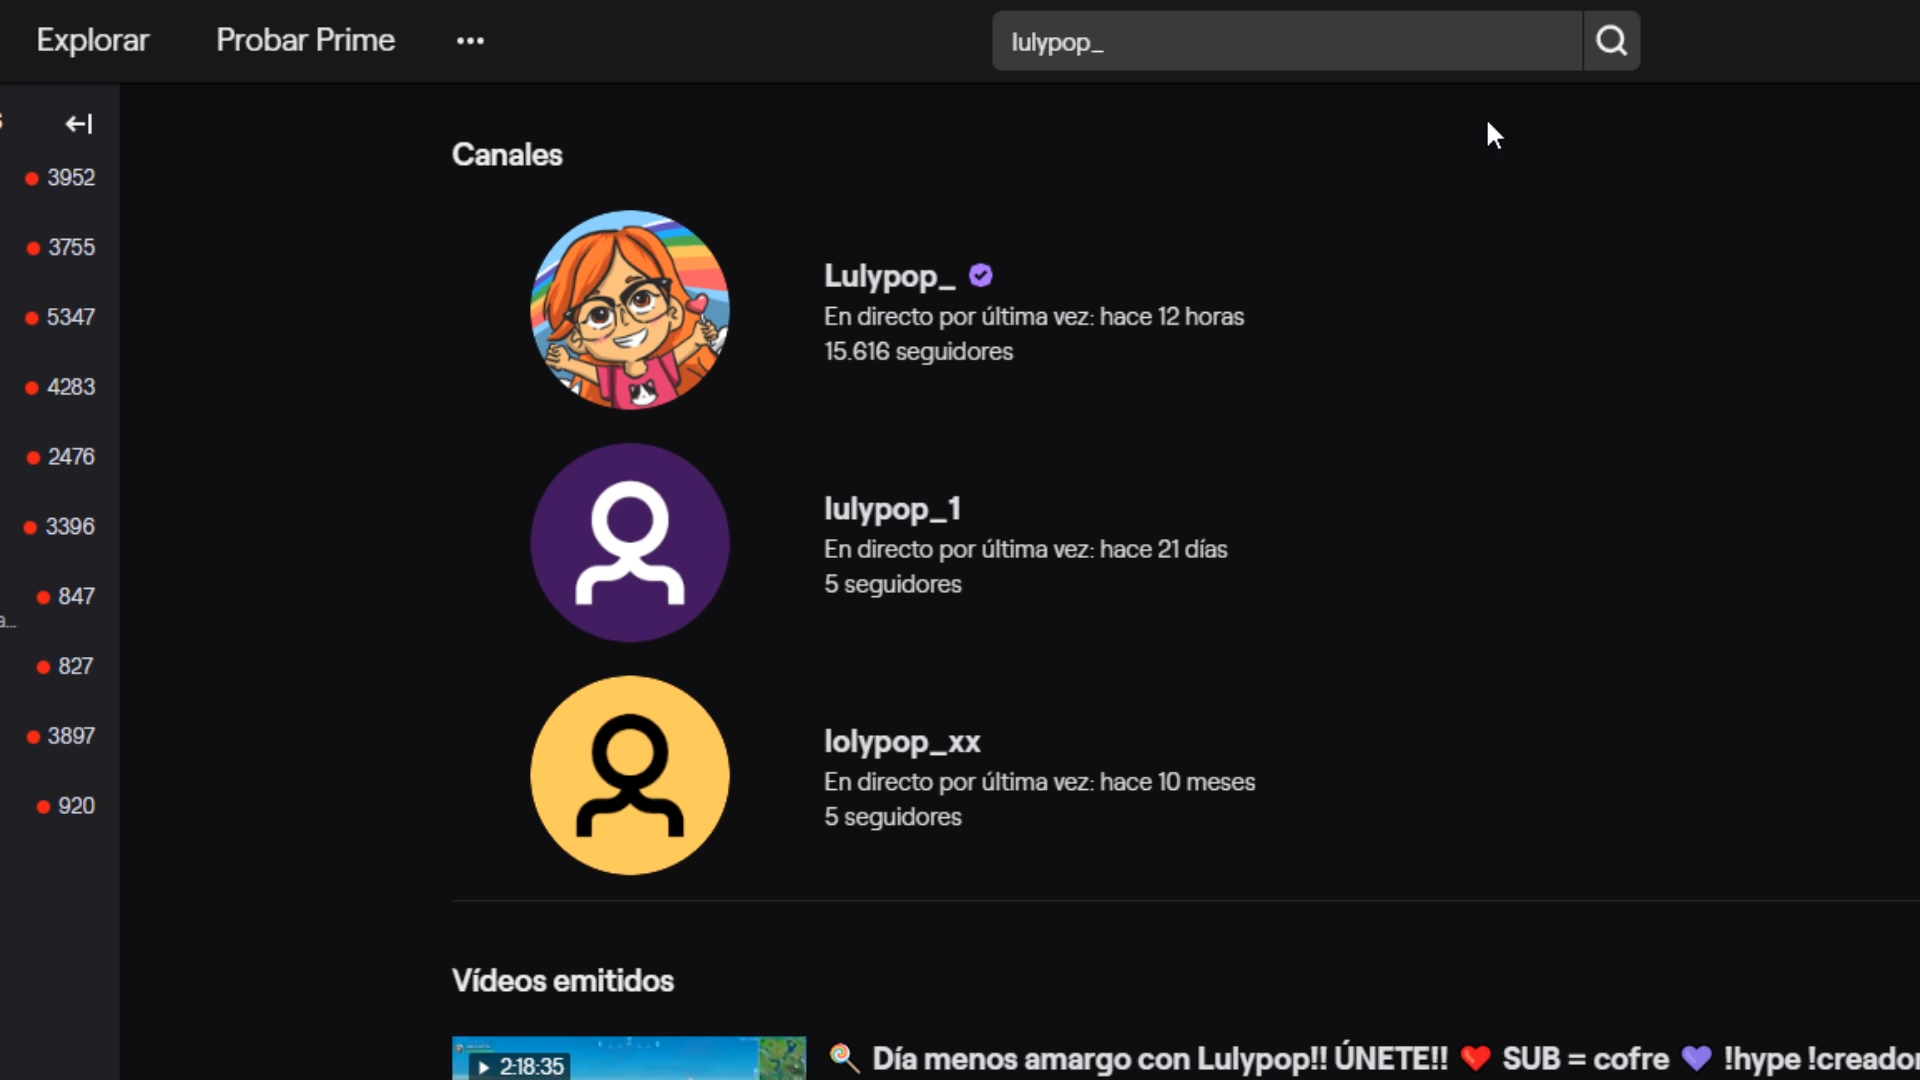 Explorar
Probar Prime
lulypop_
3952
3755
5347
4283
2476
3396
847
a...
827
3897
920
Canales
Lulypop_
En directo por última vez: hace 12 horas
15.616 seguidores
lulypop_1
En directo por última vez: hace 21 días
5 seguidores
lolypop_xx
En directo por última vez: hace 10 meses
5 seguidores
Vídeos emitidos
2:18:35
🍭 Día menos amargo con Lulypop!! ÚNETE!! ❤️ SUB = cofre 💜 !hype !creador